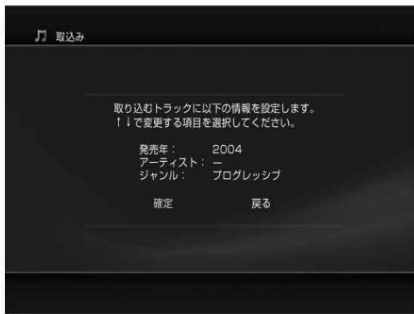 取込み
取り込むトラックに以下の情報を設定します。
↑↓で変更する項目を選択してください。
発売年： 2004
アーティスト： —
ジャンル： プログレッシブ
確定 戻る